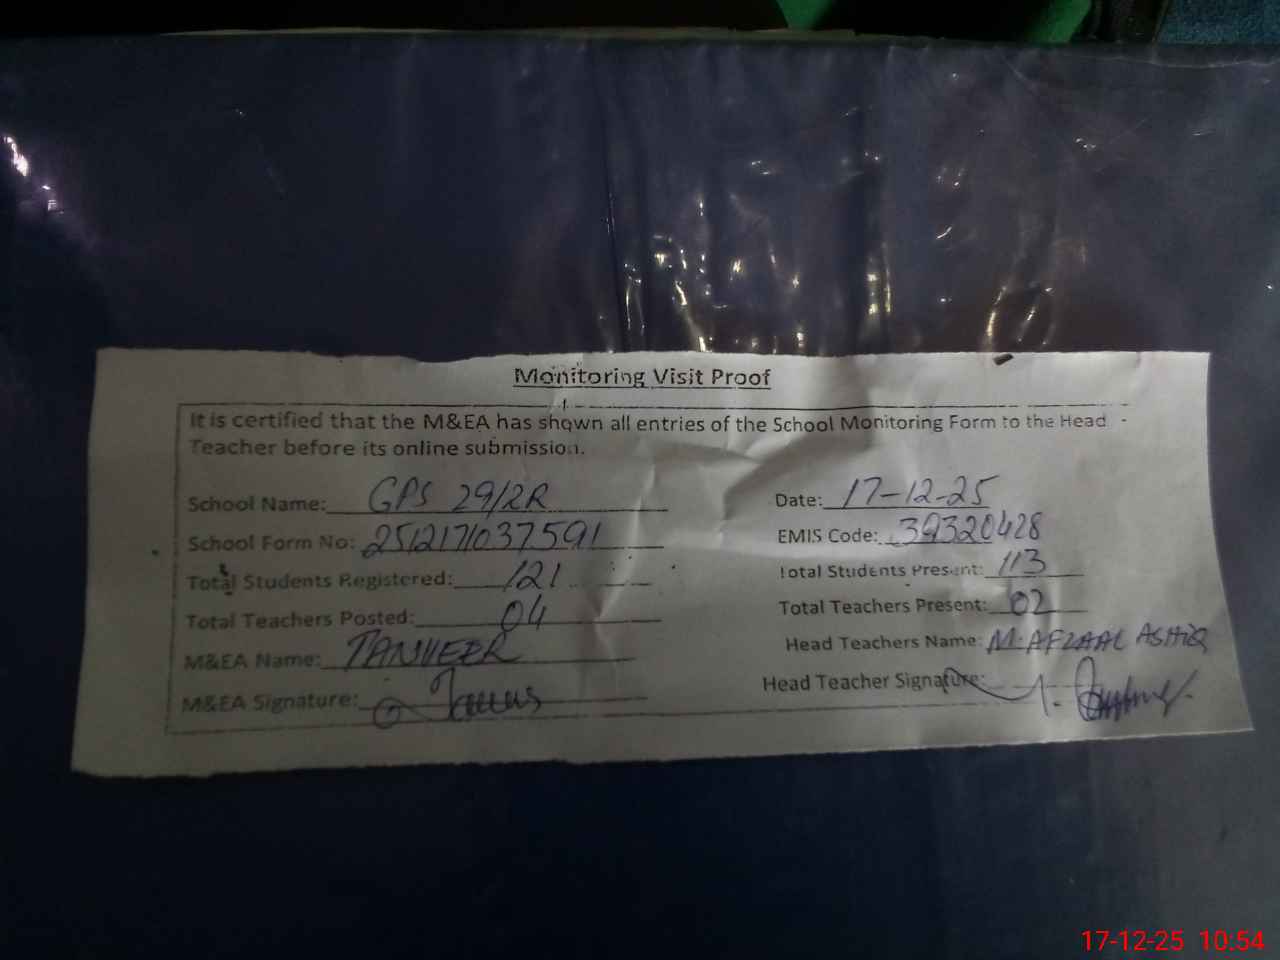 Monitoring Visit Proof
It is certified that the M&EA has shown all entries of the School Monitoring Form to the Head
Teacher before its online submission.
School Name: GPS 29/2R Date: 17-12-25
School Form No: 2512171037591 EMIS Code: 39320428
Total Students Registered: 121 Total Students Present: 113
Total Teachers Posted: 04 Total Teachers Present: 02
M&EA Name: TANVEER Head Teachers Name: M. AFZAAL ASHIQ
M&EA Signature: Head Teacher Signature:
17-12-25 10:54